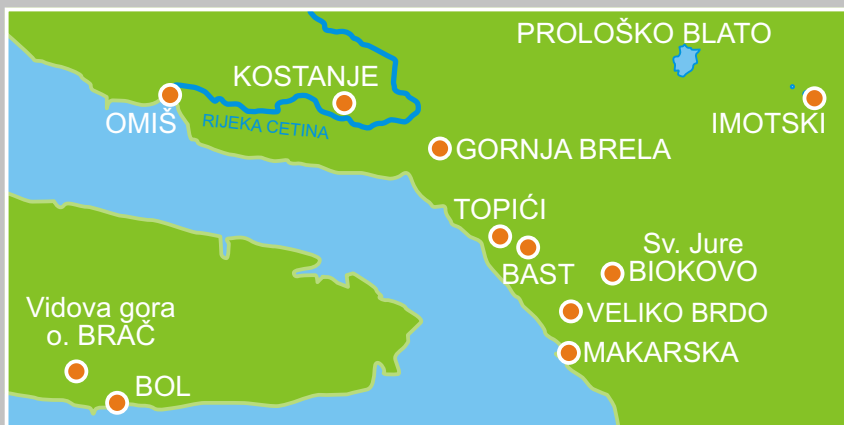 PROLOŠKO BLATO
KOSTANJE
OMIŠ
RIJEKA CETINA
IMOTSKI
GORNJA BRELA
TOPIĆI
BAST
Sv. Jure
BIOKOVO
Vidova gora
o. BRAČ
VELIKO BRDO
MAKARSKA
BOL